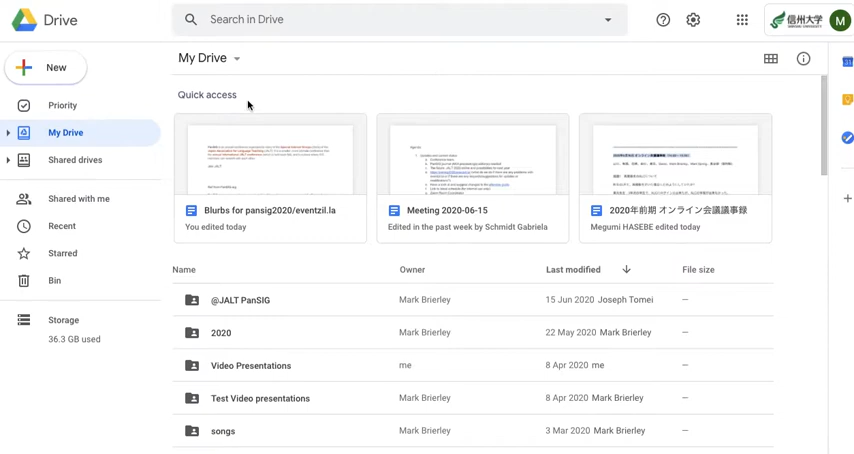 Drive
Search in Drive
信州大学
M
New
My Drive
Priority
My Drive
Shared drives
Shared with me
Recent
Starred
Bin
Storage
36.3 GB used
Quick access
Blurbs for pansig2020/eventzil.la
You edited today
Meeting 2020-06-15
Edited in the past week by Schmidt Gabriela
2020年前期 オンライン会議議事録
Megumi HASEBE edited today
Name Owner Last modified File size
@JALT PanSIG Mark Brierley 15 Jun 2020 Joseph Tomei —
2020 Mark Brierley 22 May 2020 Mark Brierley —
Video Presentations me 8 Apr 2020 me —
Test Video presentations Mark Brierley 8 Apr 2020 Mark Brierley —
songs Mark Brierley 3 Mar 2020 Mark Brierley —